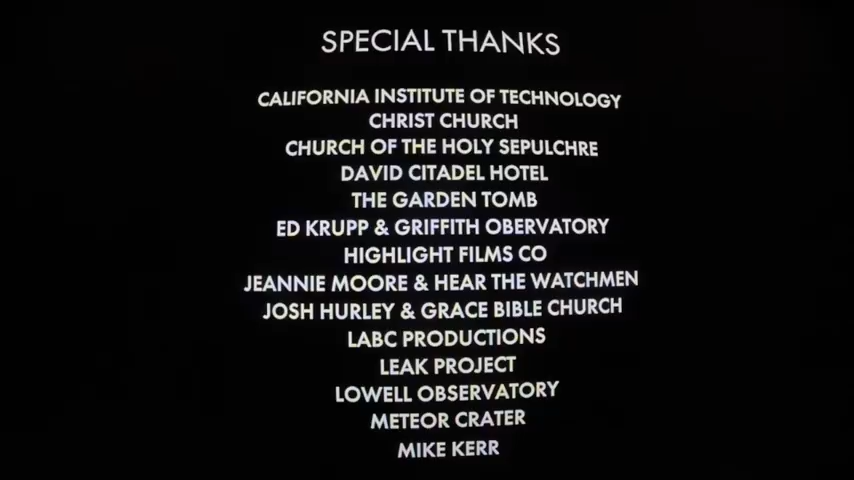 SPECIAL THANKS
CALIFORNIA INSTITUTE OF TECHNOLOGY
CHRIST CHURCH
CHURCH OF THE HOLY SEPULCHRE
DAVID CITADEL HOTEL
THE GARDEN TOMB
ED KRUPP & GRIFFITH OBERVATORY
HIGHLIGHT FILMS CO
JEANNIE MOORE & HEAR THE WATCHMEN
JOSH HURLEY & GRACE BIBLE CHURCH
LABC PRODUCTIONS
LEAK PROJECT
LOWELL OBSERVATORY
METEOR CRATER
MIKE KERR